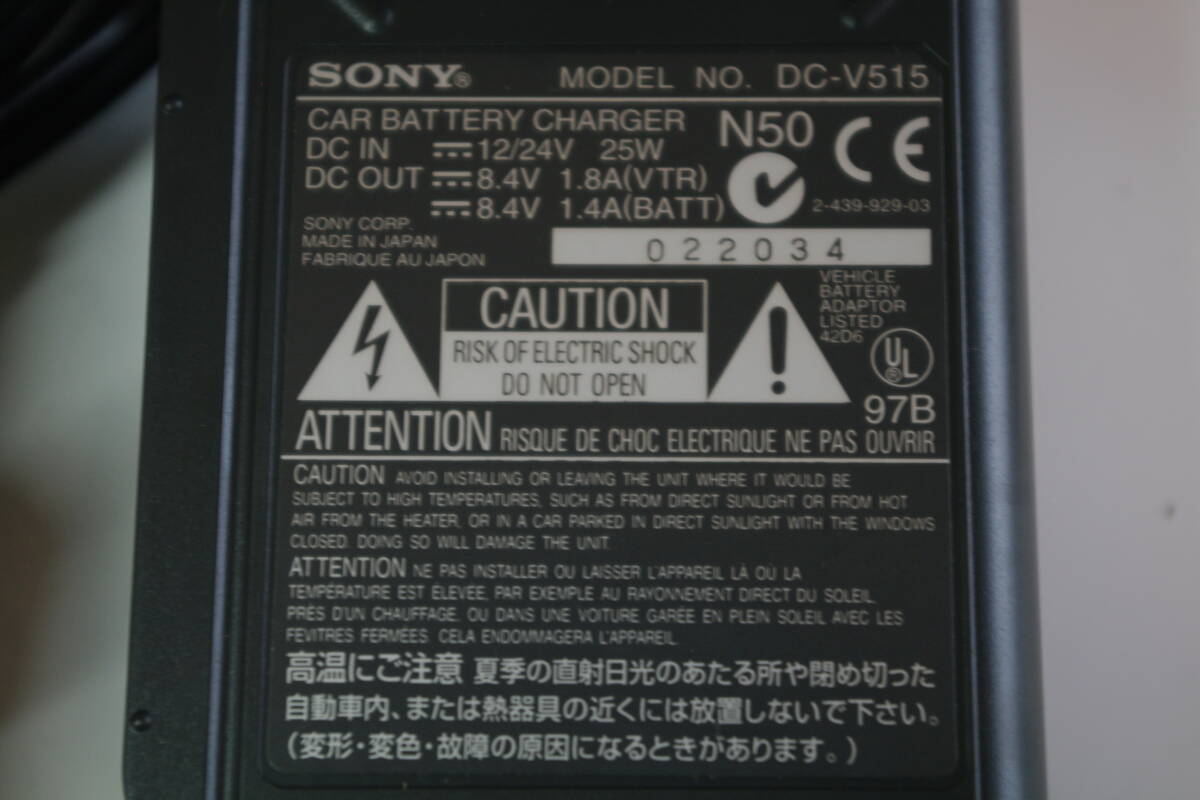 SONY® MODEL NO. DC-V515
CAR BATTERY CHARGER N50 CE
DC IN ⎓ 12/24V 25W
DC OUT ⎓ 8.4V 1.8A(VTR)
⎓ 8.4V 1.4A(BATT)
2-439-929-03
SONY CORP.
MADE IN JAPAN
FABRIQUE AU JAPON
022034
VEHICLE
BATTERY
ADAPTOR
LISTED
42D6
UL®
97B
CAUTION
RISK OF ELECTRIC SHOCK
DO NOT OPEN
ATTENTION RISQUE DE CHOC ELECTRIQUE NE PAS OUVRIR
CAUTION AVOID INSTALLING OR LEAVING THE UNIT WHERE IT WOULD BE
SUBJECT TO HIGH TEMPERATURES, SUCH AS FROM DIRECT SUNLIGHT OR FROM HOT
AIR FROM THE HEATER, OR IN A CAR PARKED IN DIRECT SUNLIGHT WITH THE WINDOWS
CLOSED. DOING SO WILL DAMAGE THE UNIT.
ATTENTION NE PAS INSTALLER OU LAISSER L'APPAREIL LÀ OÙ LA
TEMPÉRATURE EST ÉLEVÉE, PAR EXEMPLE AU RAYONNEMENT DIRECT DU SOLEIL,
PRÈS D'UN CHAUFFAGE, OU DANS UNE VOITURE GARÉE EN PLEIN SOLEIL AVEC LES
FEVITRES FERMÉES. CELA ENDOMMAGERA L'APPAREIL.
高温にご注意 夏季の直射日光のあたる所や閉め切った
自動車内、または熱器具の近くには放置しないで下さい。
(変形・変色・故障の原因になるときがあります。)